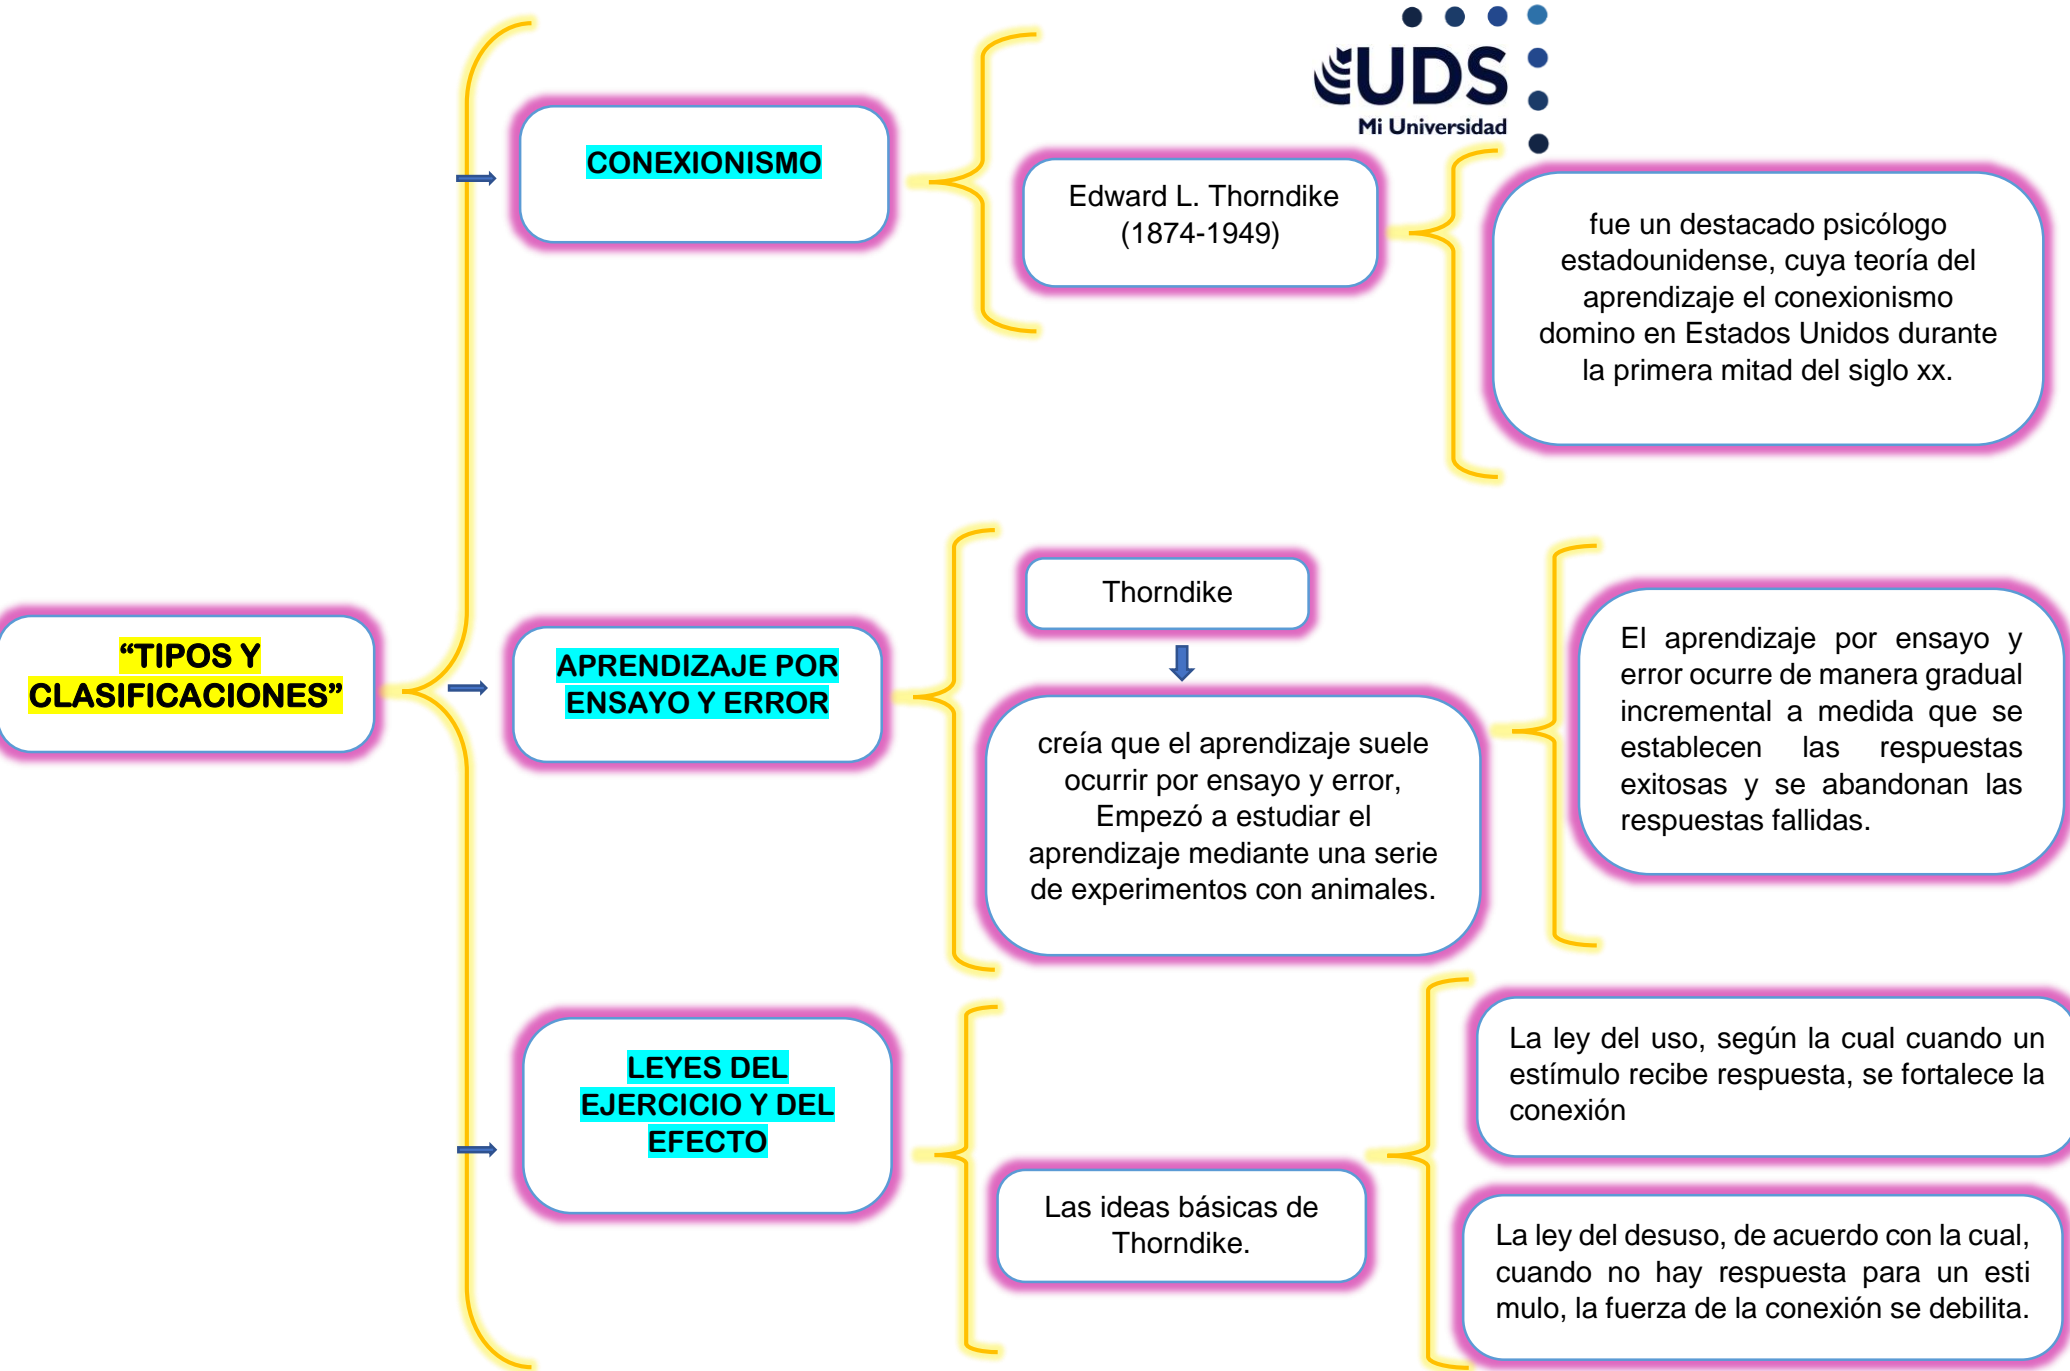 UDS
Mi Universidad
CONEXIONISMO
Edward L. Thorndike
(1874-1949)
fue un destacado psicólogo
estadounidense, cuya teoría del
aprendizaje el conexionismo
domino en Estados Unidos durante
la primera mitad del siglo xx.
“TIPOS Y
CLASIFICACIONES”
APRENDIZAJE POR
ENSAYO Y ERROR
Thorndike
creía que el aprendizaje suele
ocurrir por ensayo y error,
Empezó a estudiar el
aprendizaje mediante una serie
de experimentos con animales.
El aprendizaje por ensayo y
error ocurre de manera gradual
incremental a medida que se
establecen las respuestas
exitosas y se abandonan las
respuestas fallidas.
LEYES DEL
EJERCICIO Y DEL
EFECTO
Las ideas básicas de
Thorndike.
La ley del uso, según la cual cuando un
estímulo recibe respuesta, se fortalece la
conexión
La ley del desuso, de acuerdo con la cual,
cuando no hay respuesta para un esti
mulo, la fuerza de la conexión se debilita.